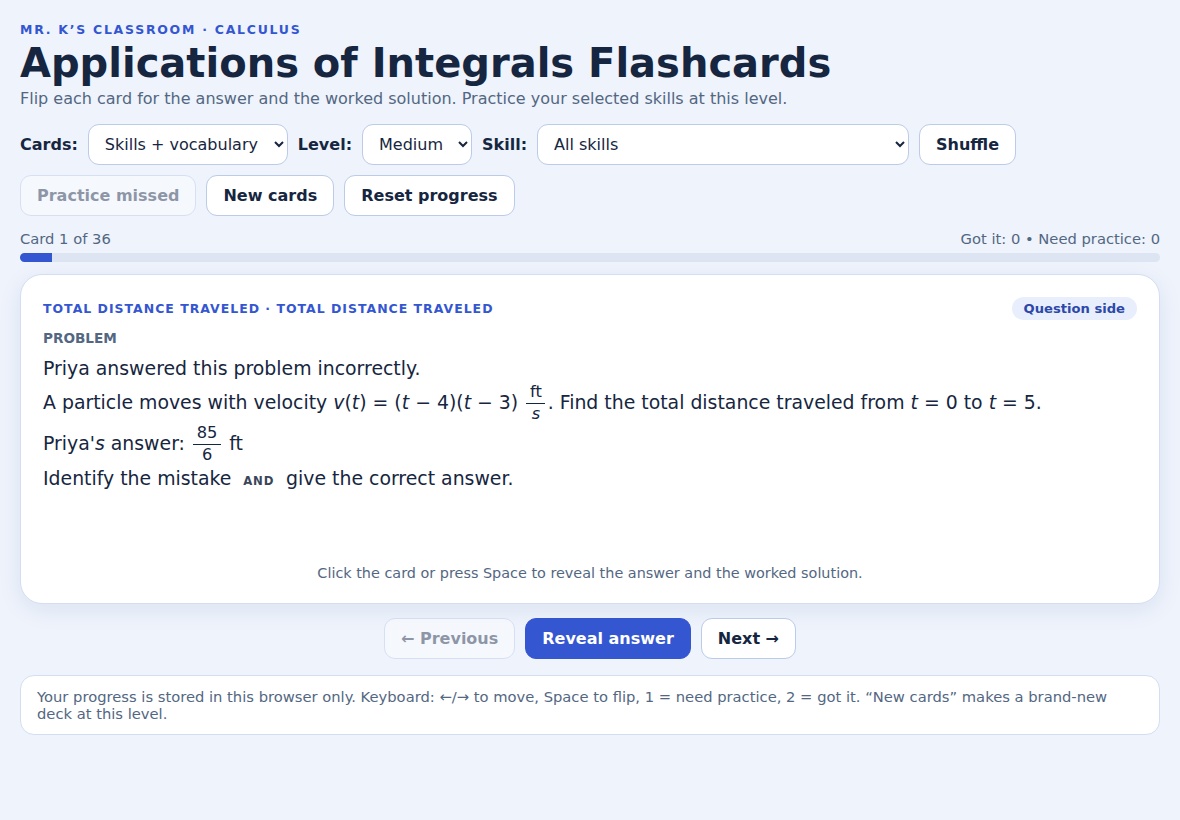 MR. K’S CLASSROOM · CALCULUS
Applications of Integrals Flashcards
Flip each card for the answer and the worked solution. Practice your selected skills at this level.
Cards: Skills + vocabulary Level: Medium Skill: All skills Shuffle
Practice missed New cards Reset progress
Card 1 of 36 Got it: 0 • Need practice: 0
TOTAL DISTANCE TRAVELED · TOTAL DISTANCE TRAVELED Question side
PROBLEM
Priya answered this problem incorrectly.
A particle moves with velocity v(t) = (t − 4)(t − 3) ft/s. Find the total distance traveled from t = 0 to t = 5.
Priya's answer: 85/6 ft
Identify the mistake AND give the correct answer.
Click the card or press Space to reveal the answer and the worked solution.
← Previous Reveal answer Next →
Your progress is stored in this browser only. Keyboard: ←/→ to move, Space to flip, 1 = need practice, 2 = got it. “New cards” makes a brand-new
deck at this level.